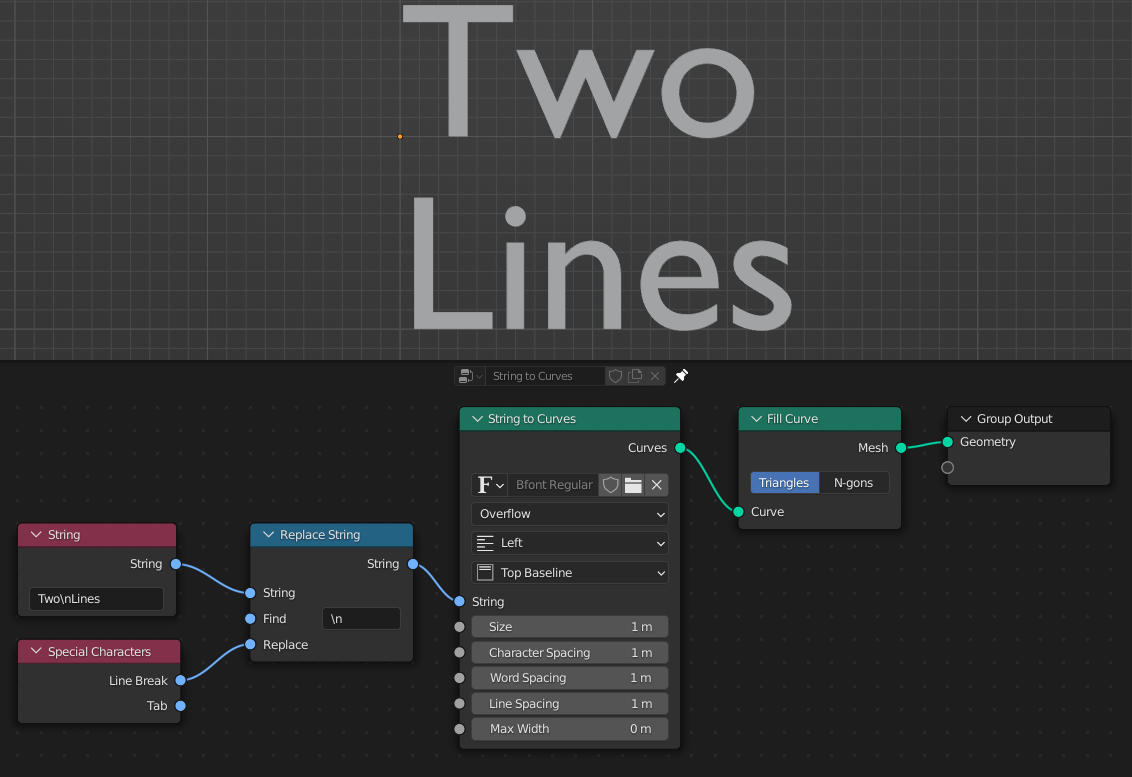 Two
Lines
String to Curves
String
String
Two\nLines
Special Characters
Line Break
Tab
Replace String
String
String
Find \n
Replace
String to Curves
Curves
F Bfont Regular
Overflow
Left
Top Baseline
String
Size 1 m
Character Spacing 1 m
Word Spacing 1 m
Line Spacing 1 m
Max Width 0 m
Fill Curve
Mesh
Triangles N-gons
Curve
Group Output
Geometry